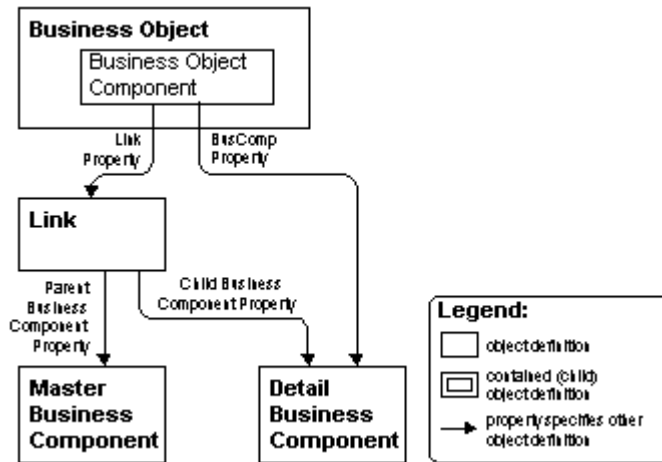 Business Object
Business Object
Component
Link
Property
BusComp
Property
Link
Parent
Business
Component
Property
Child Business
Component Property
Master
Business
Component
Detail
Business
Component
Legend:
object definition
contained (child)
object definition
property specifies other
object definition